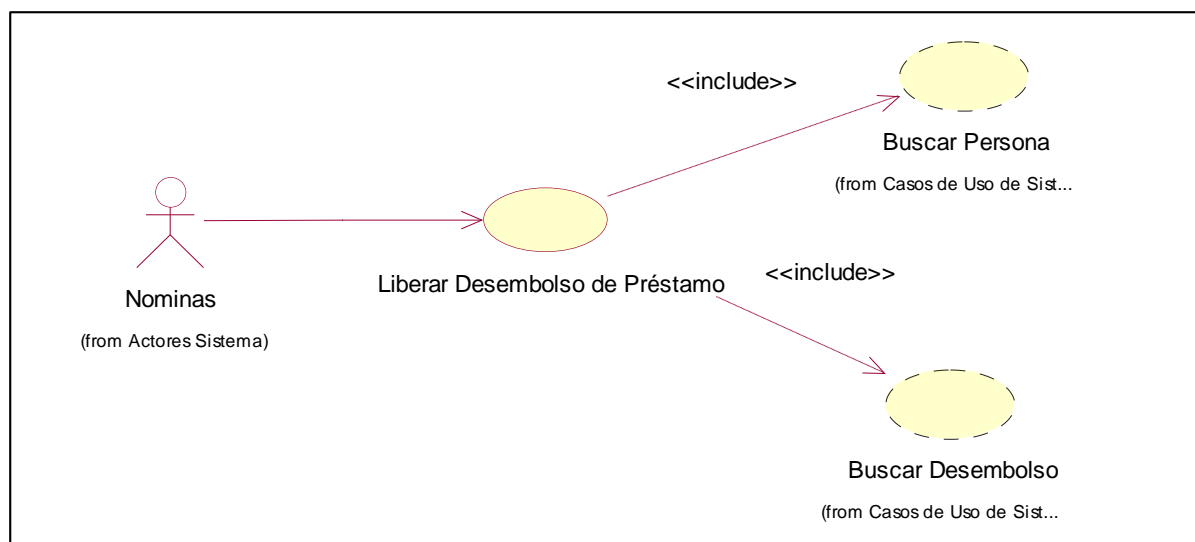 <<include>>
Buscar Persona
(from Casos de Uso de Sist...
Nominas
(from Actores Sistema)
Liberar Desembolso de Préstamo
<<include>>
Buscar Desembolso
(from Casos de Uso de Sist...